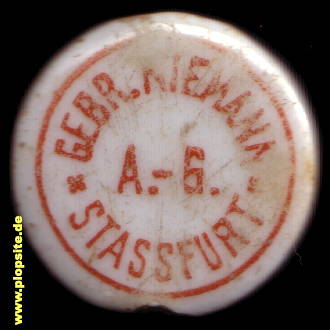 GEBR. NIEMANN
A.-G.
* STASSFURT *
www.plopsite.de